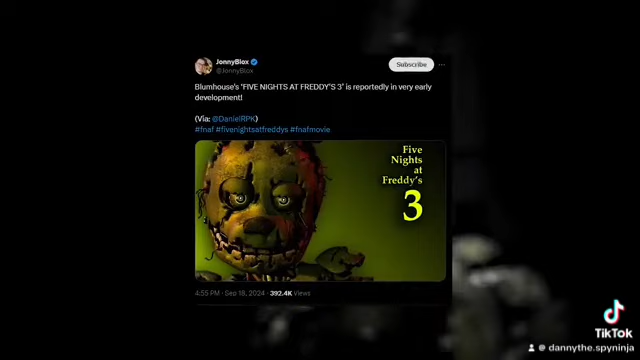 JonnyBlox
@JonnyBlox
Subscribe
Blumhouse's 'FIVE NIGHTS AT FREDDY'S 3' is reportedly in very early
development!
(Via: @DanielRPK)
#fnaf #fivenightsatfreddys #fnafmovie
Five
Nights
at
Freddy's
3
4:55 PM · Sep 19, 2024 · 392.4K Views
TikTok
@ dannythe.spyninja